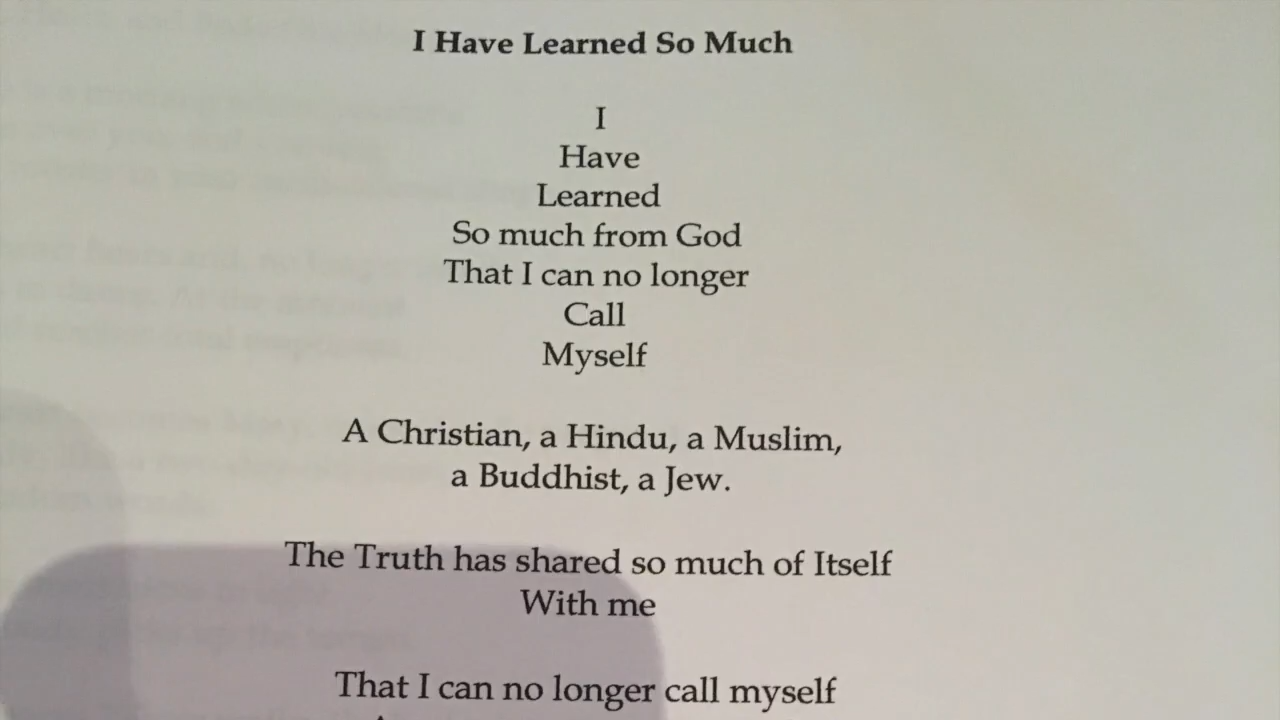 I Have Learned So Much
I
Have
Learned
So much from God
That I can no longer
Call
Myself
A Christian, a Hindu, a Muslim,
a Buddhist, a Jew.
The Truth has shared so much of Itself
With me
That I can no longer call myself